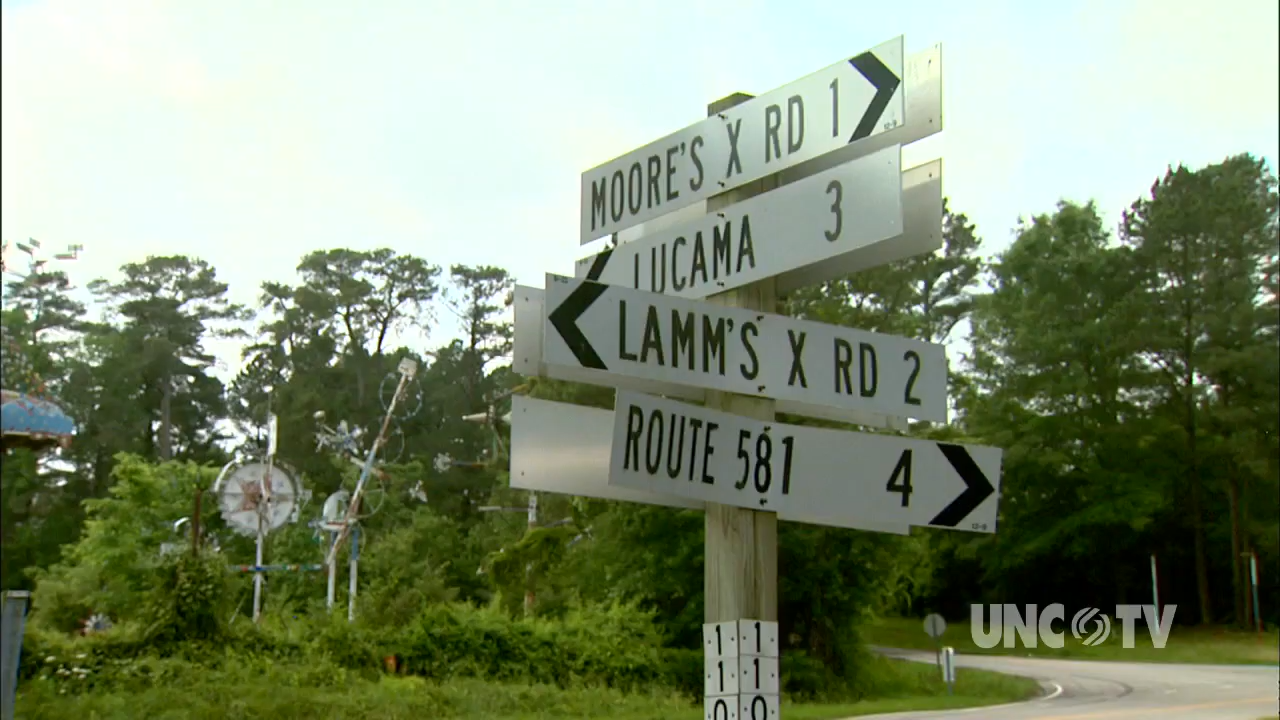 MOORE'S X RD 1
LUCAMA 3
LAMM'S X RD 2
ROUTE 581 4
1 1
1 1
0 0
UNC TV